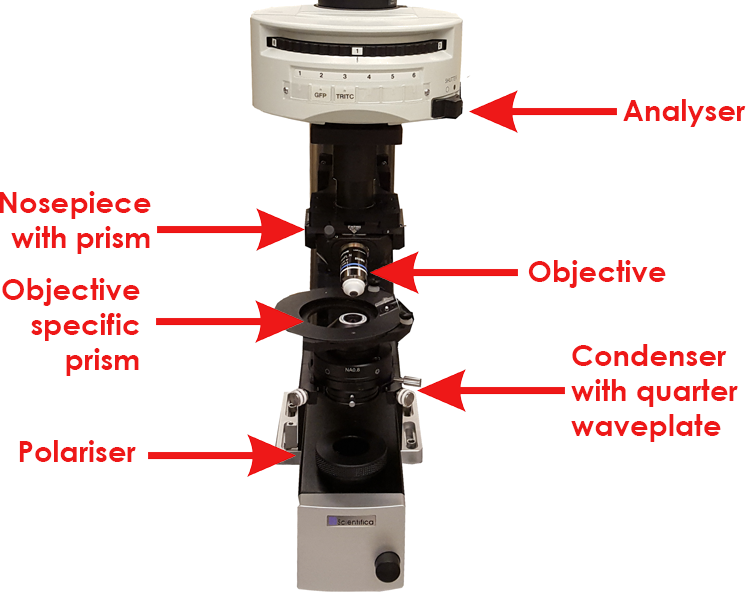 1
1 2 3 4 5 6
GFP TRITC
Analyser
Nosepiece
with prism
Objective
Objective
specific
prism
NA0.8
Condenser
with quarter
waveplate
Polariser
Scientifica